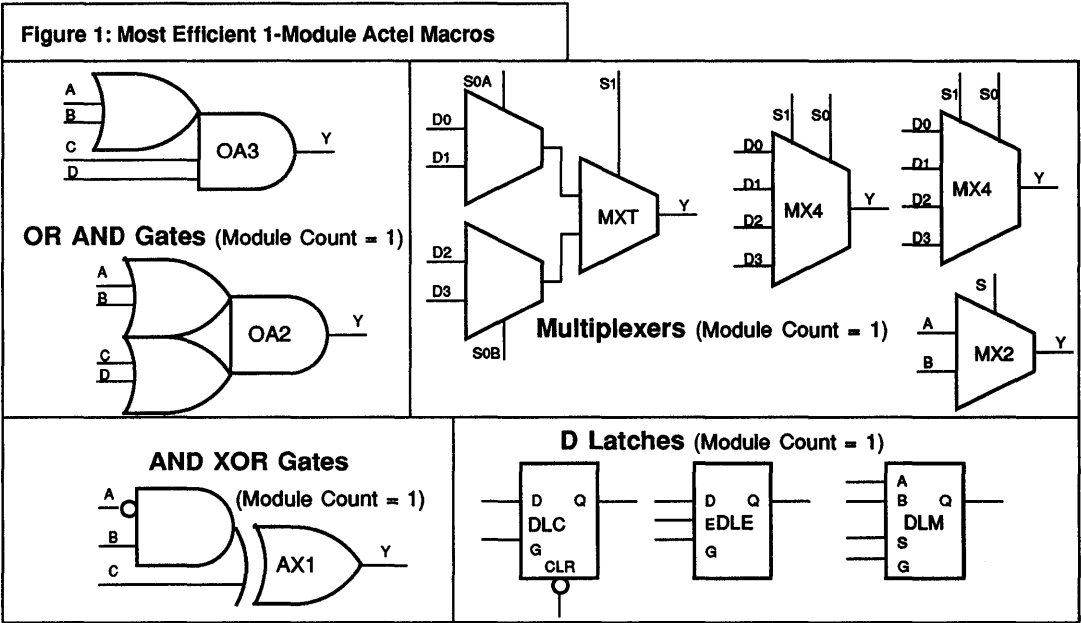 Figure 1: Most Efficient 1-Module Actel Macros
A
B
C
D
OA3
Y
OR AND Gates (Module Count = 1)
A
B
C
D
OA2
Y
S0A
D0
D1
D2
D3
S0B
S1
MXT
Y
S1
S0
D0
D1
D2
D3
MX4
Y
S1
S0
D0
D1
D2
D3
MX4
Y
Multiplexers (Module Count = 1)
S
A
B
MX2
Y
AND XOR Gates
(Module Count = 1)
A
B
C
AX1
Y
D Latches (Module Count = 1)
D Q
DLC
G
CLR
D Q
E DLE
G
A
B Q
DLM
S
G